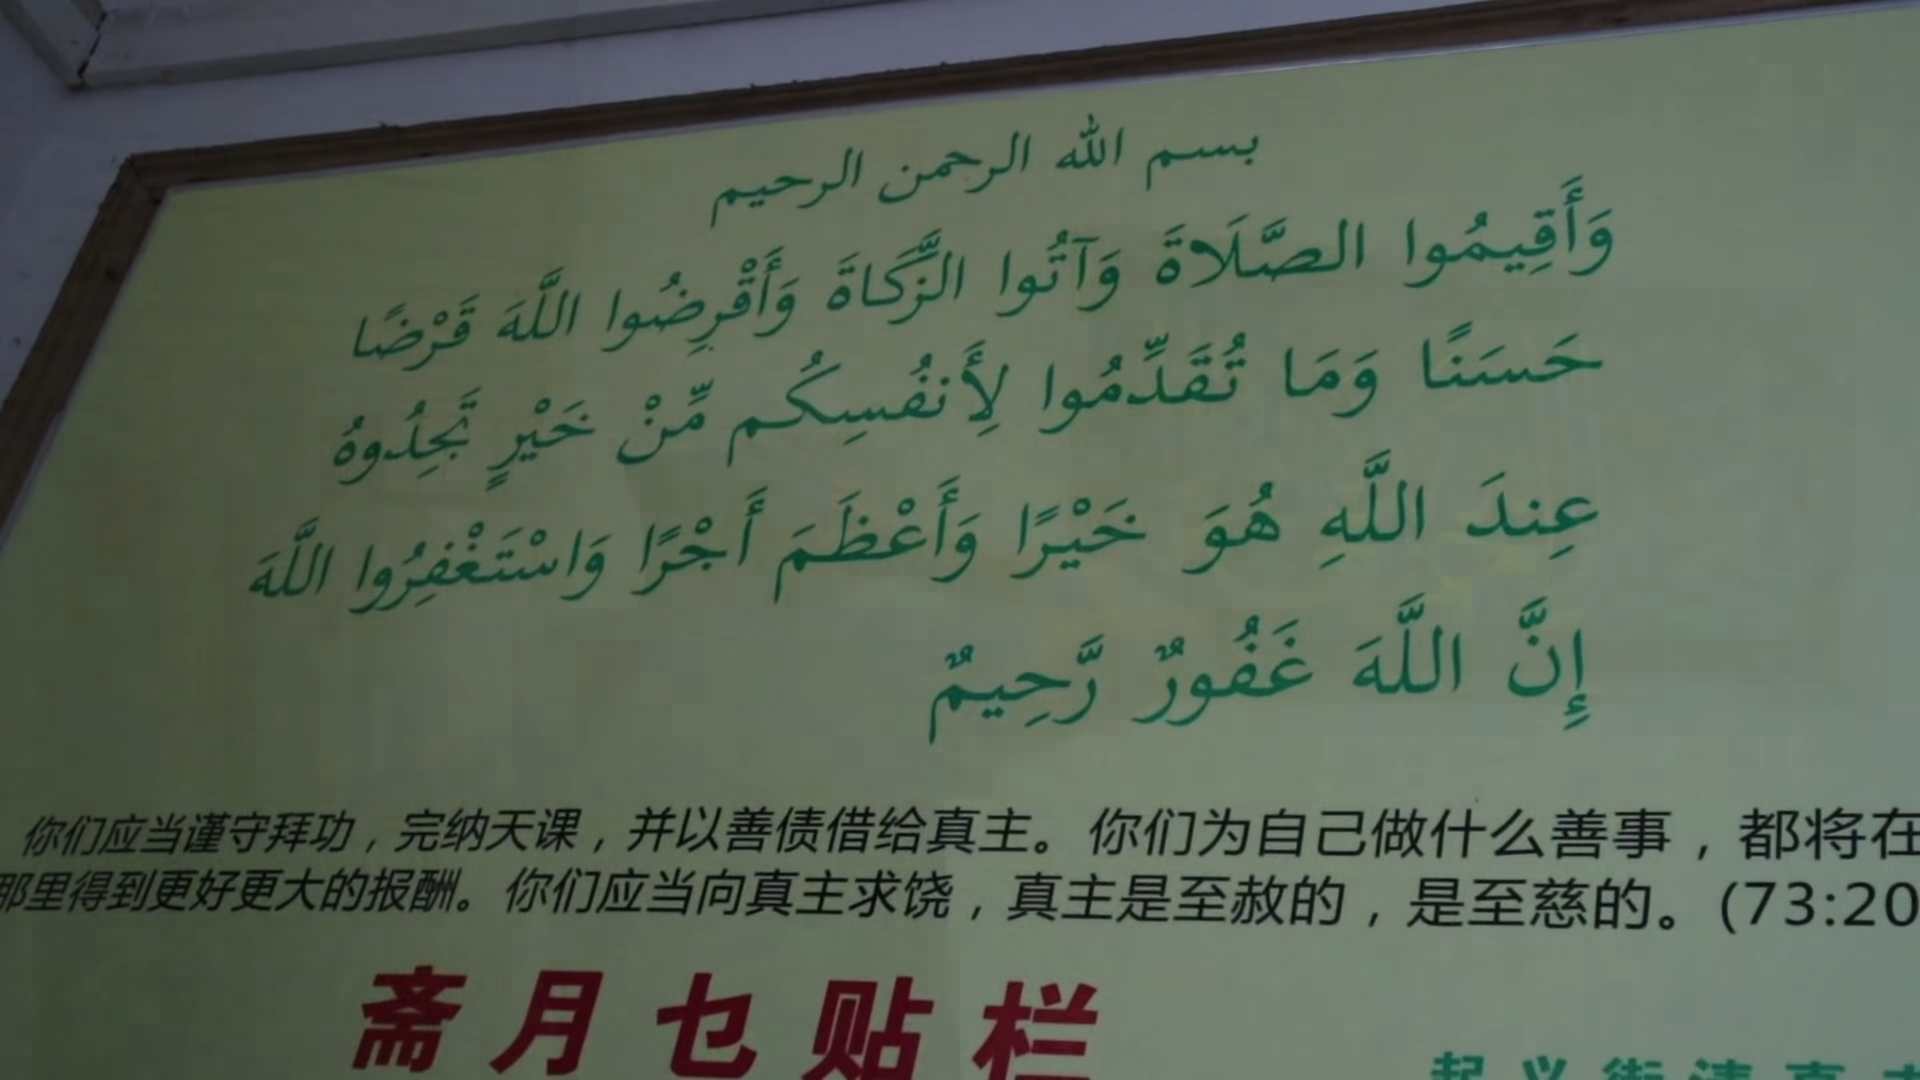 بسم الله الرحمن الرحيم
وَأَقِيمُوا الصَّلَاةَ وَآتُوا الزَّكَاةَ وَأَقْرِضُوا اللَّهَ قَرْضًا
حَسَنًا وَمَا تُقَدِّمُوا لِأَنفُسِكُم مِّنْ خَيْرٍ تَجِدُوهُ
عِندَ اللَّهِ هُوَ خَيْرًا وَأَعْظَمَ أَجْرًا وَاسْتَغْفِرُوا اللَّهَ
إِنَّ اللَّهَ غَفُورٌ رَّحِيمٌ
你们应当谨守拜功，完纳天课，并以善债借给真主。你们为自己做什么善事，都将在
那里得到更好更大的报酬。你们应当向真主求饶，真主是至赦的，是至慈的。(73:20
斋月乜贴栏
起义街清真